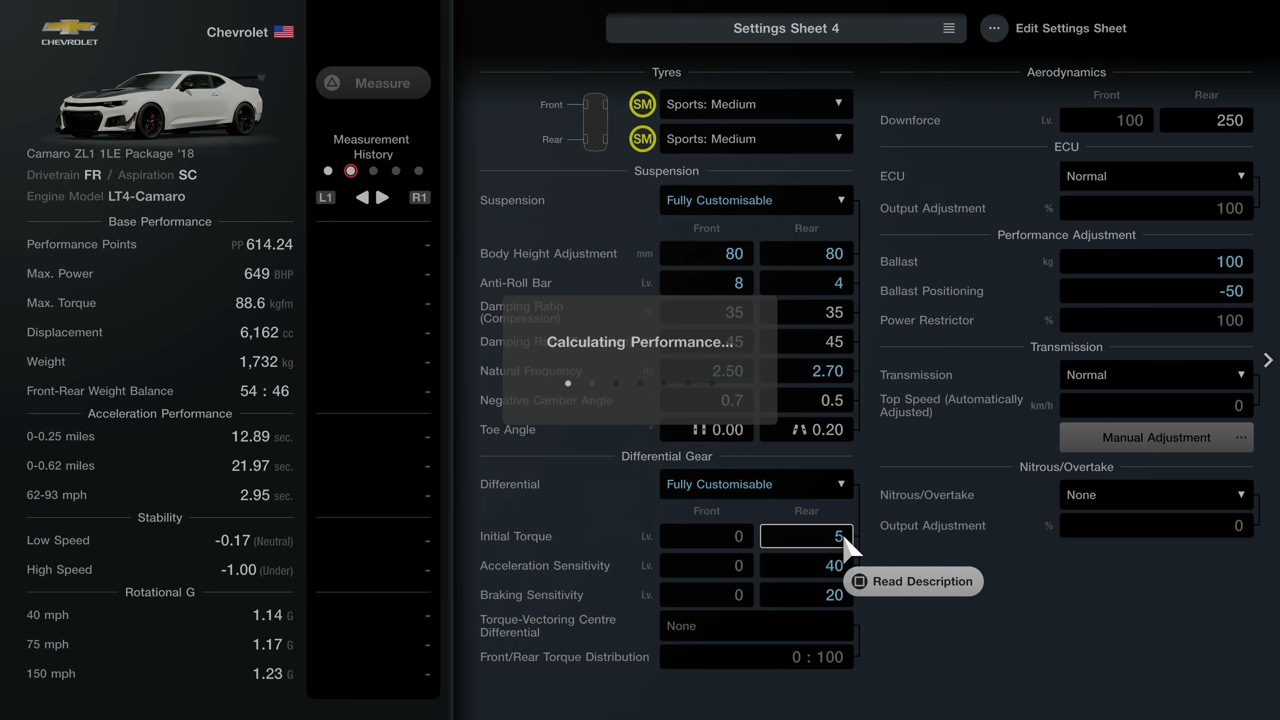 CHEVROLET
Chevrolet
Camaro ZL1 1LE Package '18
Drivetrain FR / Aspiration SC
Engine Model LT4-Camaro
Base Performance
Performance Points PP 614.24
Max. Power 649 BHP
Max. Torque 88.6 kgfm
Displacement 6,162 cc
Weight 1,732 kg
Front-Rear Weight Balance 54 : 46
Acceleration Performance
0-0.25 miles 12.89 sec.
0-0.62 miles 21.97 sec.
62-93 mph 2.95 sec.
Stability
Low Speed -0.17 (Neutral)
High Speed -1.00 (Under)
Rotational G
40 mph 1.14 G
75 mph 1.17 G
150 mph 1.23 G
Measure
Measurement
History
L1 R1
-
-
-
-
-
-
-
-
-
-
-
-
-
-
Settings Sheet 4
Edit Settings Sheet
Tyres
Front SM Sports: Medium
Rear SM Sports: Medium
Suspension
Suspension Fully Customisable
Front Rear
Body Height Adjustment mm 80 80
Anti-Roll Bar Lv. 8 4
Damping Ratio
(Compression) 35 35
Calculating Performance...
Damping Ra 45 45
Natural Frequency Hz 2.50 2.70
Negative Camber Angle ° 0.7 0.5
Toe Angle ° 0.00 0.20
Differential Gear
Differential Fully Customisable
Front Rear
Initial Torque Lv. 0 5
Acceleration Sensitivity Lv. 0 40
Read Description
Braking Sensitivity Lv. 0 20
Torque-Vectoring Centre
Differential None
Front/Rear Torque Distribution 0 : 100
Aerodynamics
Front Rear
Downforce Lv. 100 250
ECU
ECU Normal
Output Adjustment % 100
Performance Adjustment
Ballast kg 100
Ballast Positioning -50
Power Restrictor % 100
Transmission
Transmission Normal
Top Speed (Automatically
Adjusted) km/h 0
Manual Adjustment ...
Nitrous/Overtake
Nitrous/Overtake None
Output Adjustment % 0